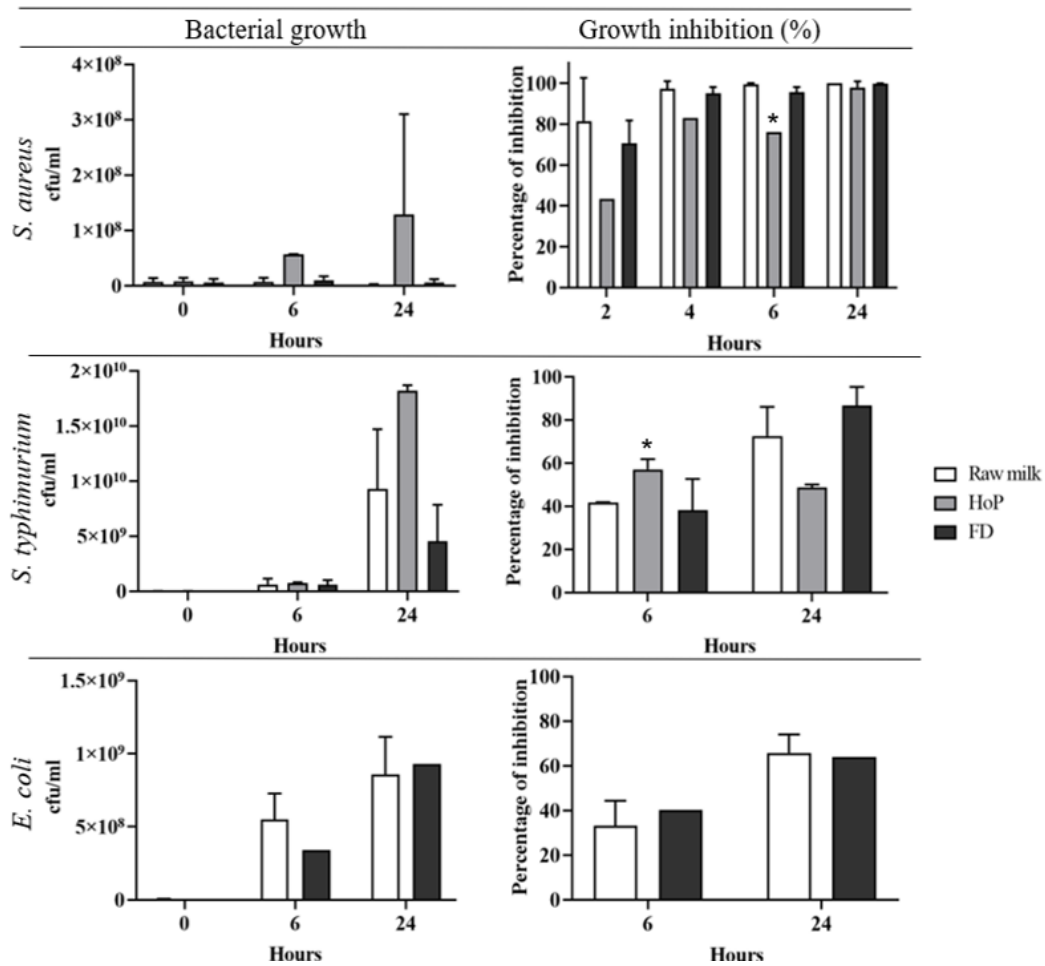 Bacterial growth
Growth inhibition (%)
S. aureus
cfu/ml
4×10⁸
3×10⁸
2×10⁸
1×10⁸
0
0 6 24
Hours
Percentage of inhibition
100
80
60
40
20
0
2 4 6 24
Hours
*
S. typhimurium
cfu/ml
2×10¹⁰
1.5×10¹⁰
1×10¹⁰
5×10⁹
0
0 6 24
Hours
Percentage of inhibition
100
80
60
40
20
0
6 24
Hours
*
Raw milk
HoP
FD
E. coli
cfu/ml
1.5×10⁹
1×10⁹
5×10⁸
0
0 6 24
Hours
Percentage of inhibition
100
80
60
40
20
0
6 24
Hours